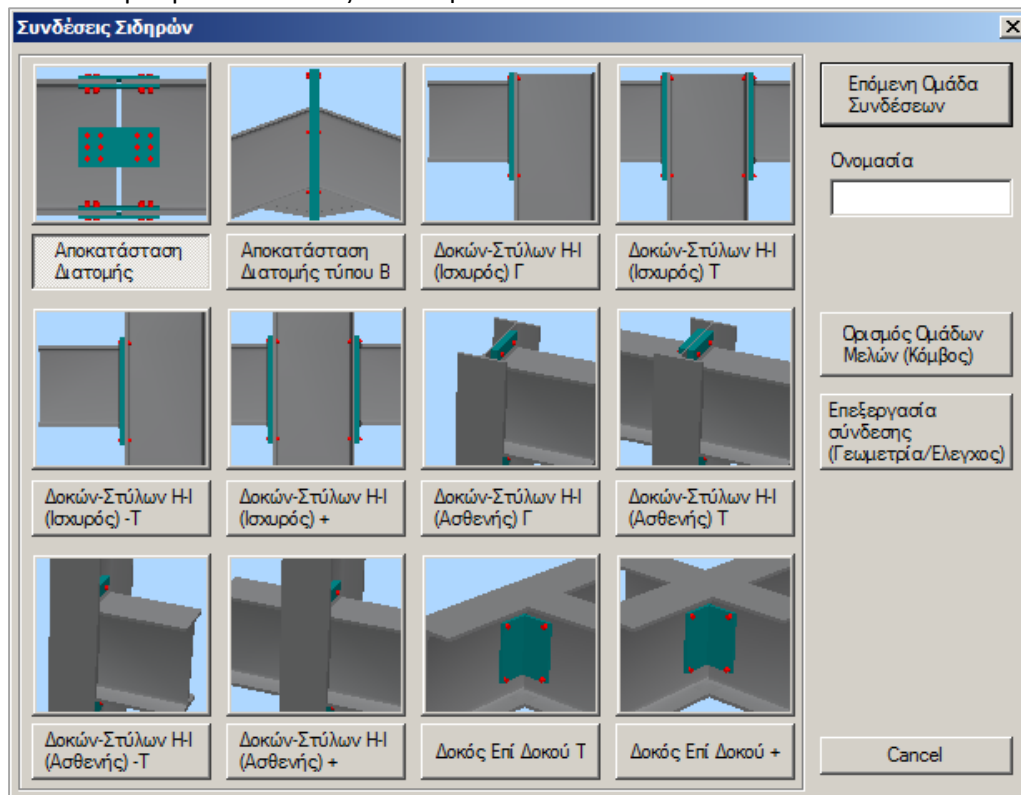 Συνδέσεις Σιδηρών
Επόμενη Ομάδα
Συνδέσεων
Ονομασία
Αποκατάσταση
Διατομής
Αποκατάσταση
Διατομής τύπου Β
Δοκών-Στύλων Η-Ι
(Ισχυρός) Γ
Δοκών-Στύλων Η-Ι
(Ισχυρός) Τ
Ορισμός Ομάδων
Μελών (Κόμβος)
Επεξεργασία
σύνδεσης
(Γεωμετρία/Ελεγχος)
Δοκών-Στύλων Η-Ι
(Ισχυρός) -Τ
Δοκών-Στύλων Η-Ι
(Ισχυρός) +
Δοκών-Στύλων Η-Ι
(Ασθενής) Γ
Δοκών-Στύλων Η-Ι
(Ασθενής) Τ
Δοκών-Στύλων Η-Ι
(Ασθενής) -Τ
Δοκών-Στύλων Η-Ι
(Ασθενής) +
Δοκός Επί Δοκού Τ
Δοκός Επί Δοκού +
Cancel